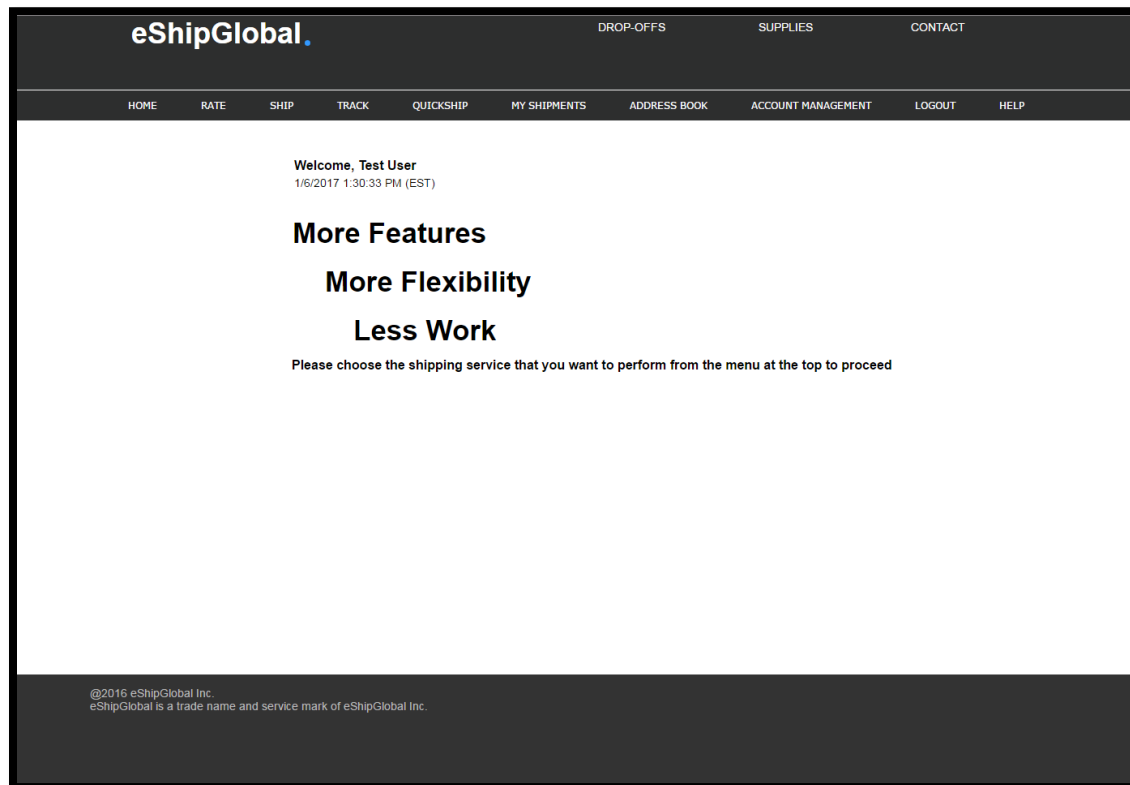 eShipGlobal.
DROP-OFFS SUPPLIES CONTACT
HOME RATE SHIP TRACK QUICKSHIP MY SHIPMENTS ADDRESS BOOK ACCOUNT MANAGEMENT LOGOUT HELP
Welcome, Test User
1/6/2017 1:30:33 PM (EST)
More Features
More Flexibility
Less Work
Please choose the shipping service that you want to perform from the menu at the top to proceed
@2016 eShipGlobal Inc.
eShipGlobal is a trade name and service mark of eShipGlobal Inc.